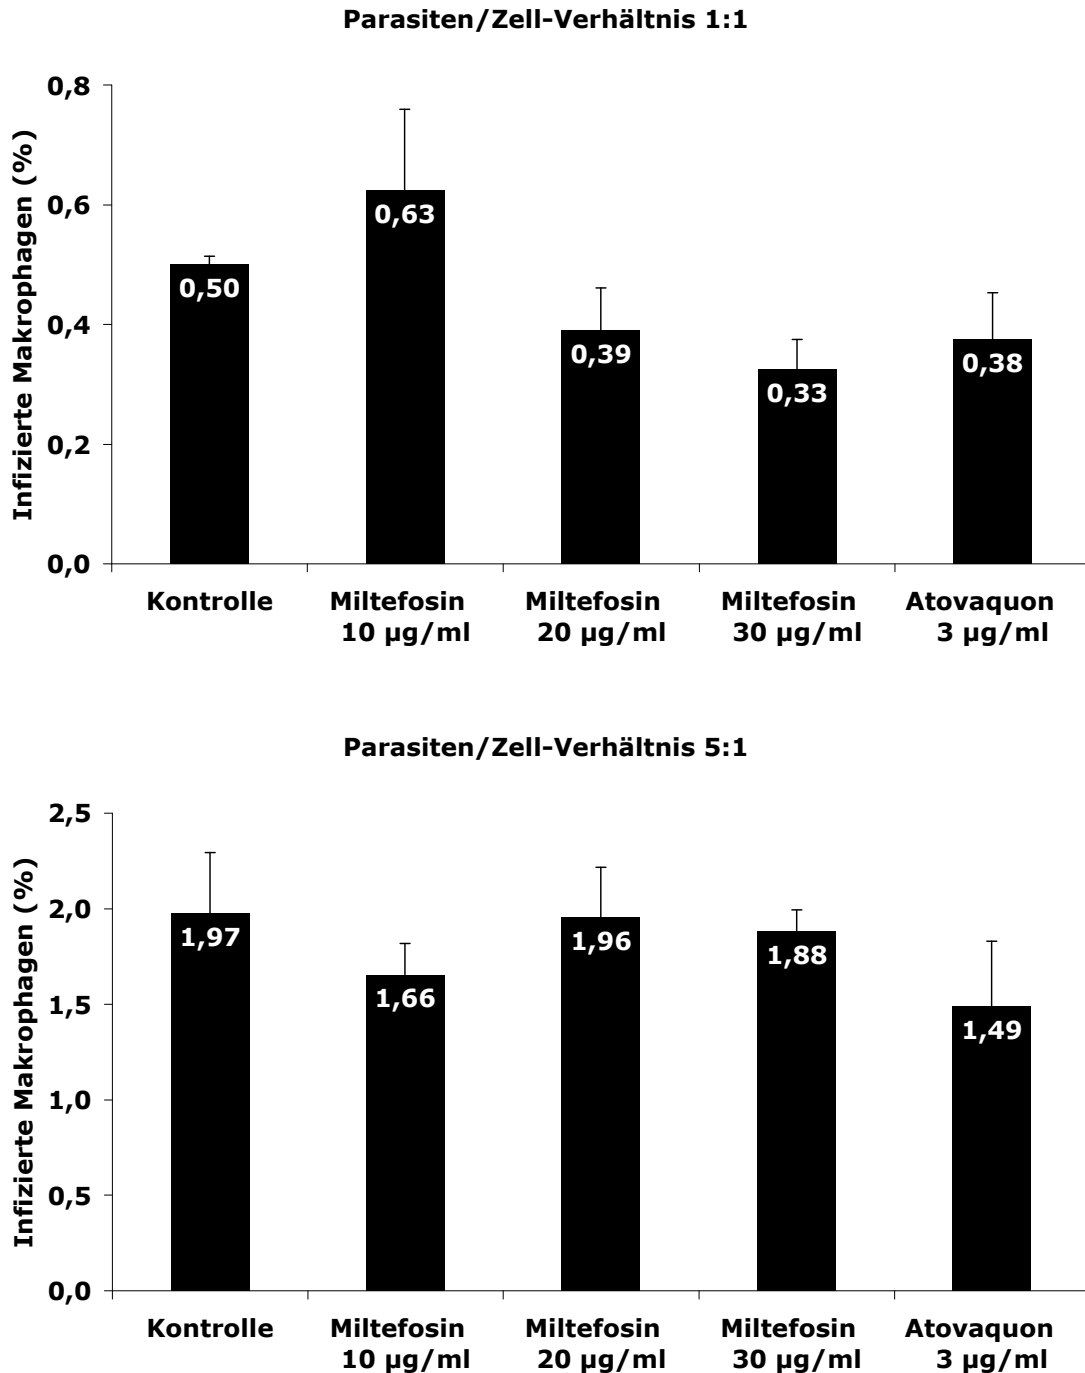 Parasiten/Zell-Verhältnis 1:1
Infizierte Makrophagen (%)
0,8
0,6
0,4
0,2
0,0
0,50
0,63
0,39
0,33
0,38
Kontrolle
Miltefosin
10 µg/ml
Miltefosin
20 µg/ml
Miltefosin
30 µg/ml
Atovaquon
3 µg/ml
Parasiten/Zell-Verhältnis 5:1
Infizierte Makrophagen (%)
2,5
2,0
1,5
1,0
0,5
0,0
1,97
1,66
1,96
1,88
1,49
Kontrolle
Miltefosin
10 µg/ml
Miltefosin
20 µg/ml
Miltefosin
30 µg/ml
Atovaquon
3 µg/ml